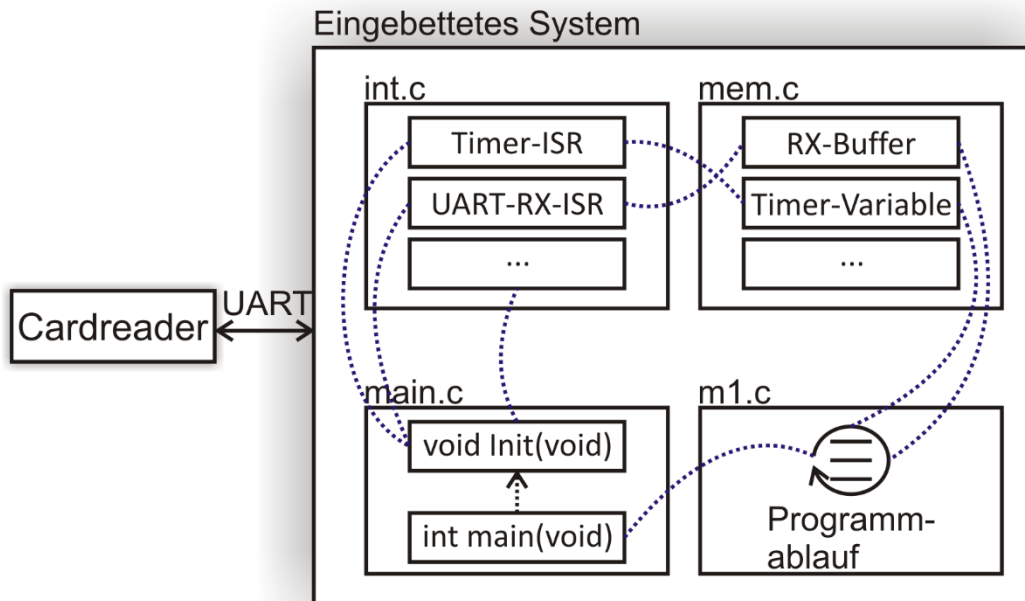 Eingebettetes System
int.c
Timer-ISR
UART-RX-ISR
...
mem.c
RX-Buffer
Timer-Variable
...
Cardreader
UART
main.c
void Init(void)
int main(void)
m1.c
Programm-
ablauf